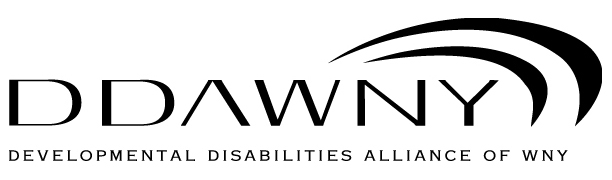 DDAWNY
DEVELOPMENTAL DISABILITIES ALLIANCE OF WNY